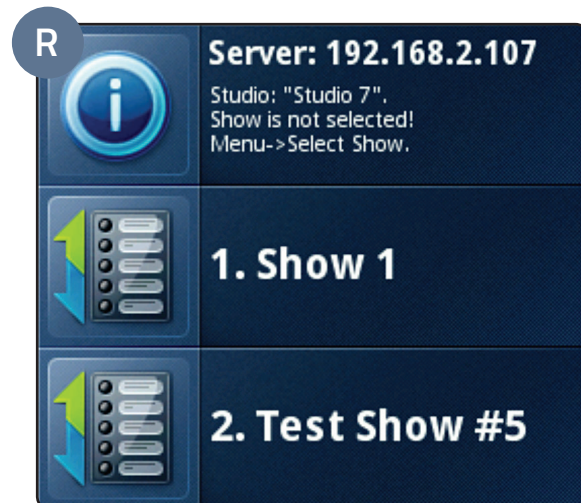 R
Server: 192.168.2.107
Studio: "Studio 7".
Show is not selected!
Menu->Select Show.
1. Show 1
2. Test Show #5